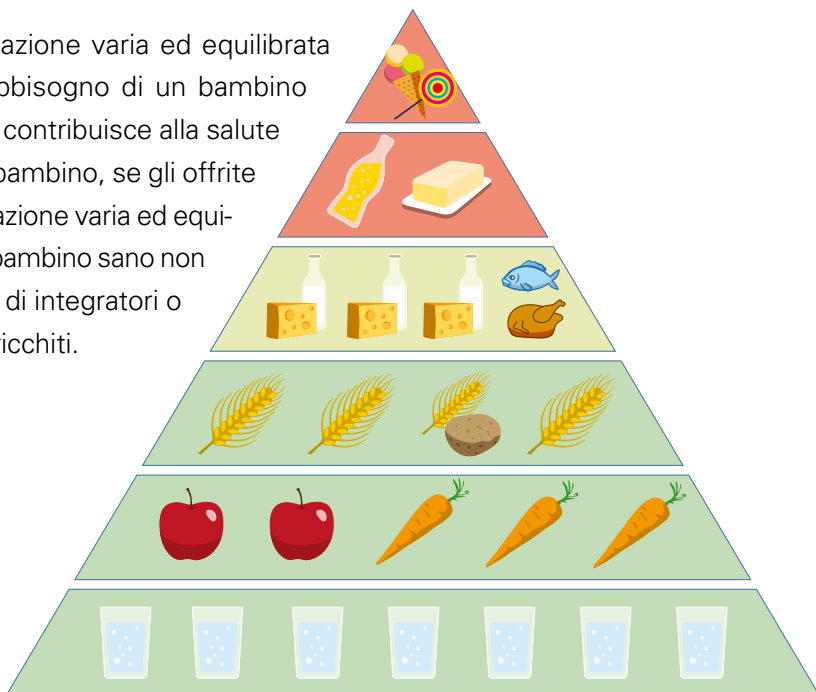 azione varia ed equilibrata
bbisogno di un bambino
contribuisce alla salute
bambino, se gli offrite
azione varia ed equi-
bambino sano non
di integratori o
icchiti.